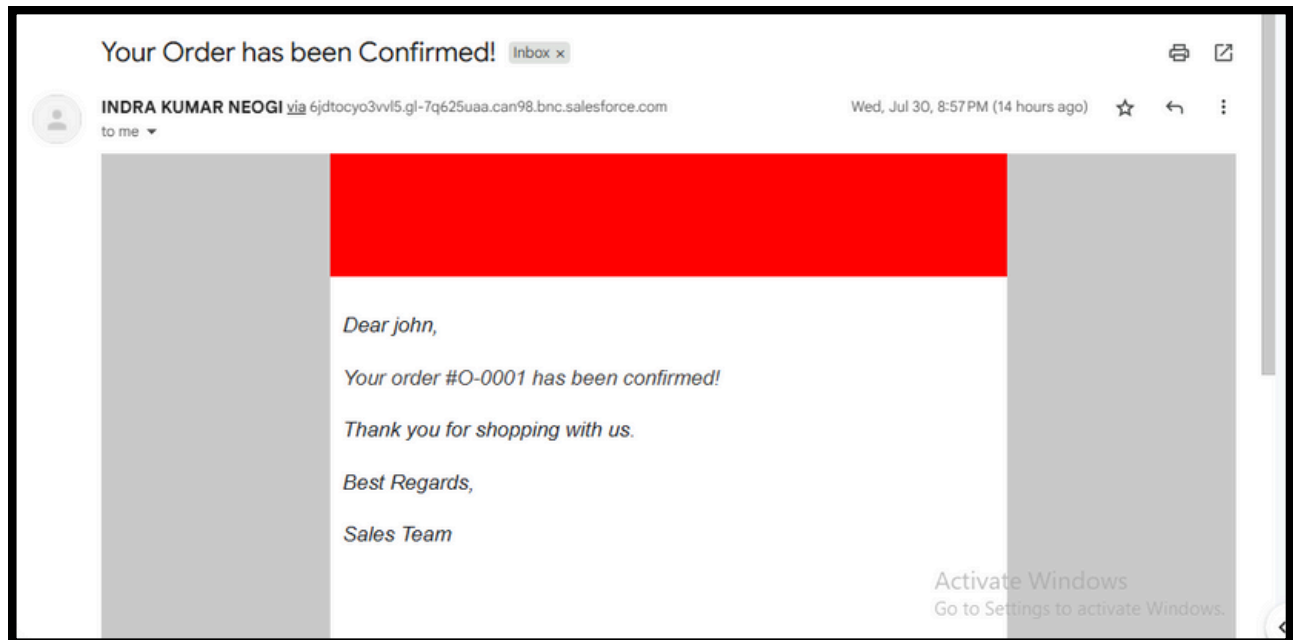 Your Order has been Confirmed! Inbox x
INDRA KUMAR NEOGI via 6jdtocyo3vvl5.gl-7q625uaa.can98.bnc.salesforce.com Wed, Jul 30, 8:57 PM (14 hours ago)
to me
Dear john,
Your order #O-0001 has been confirmed!
Thank you for shopping with us.
Best Regards,
Sales Team
Activate Windows
Go to Settings to activate Windows.